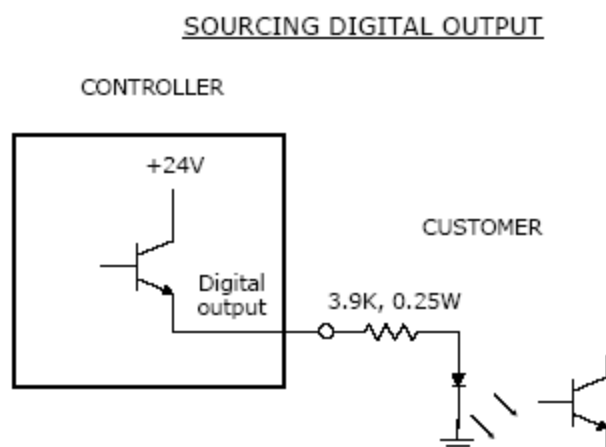 SOURCING DIGITAL OUTPUT
CONTROLLER
+24V
CUSTOMER
Digital
output
3.9K, 0.25W